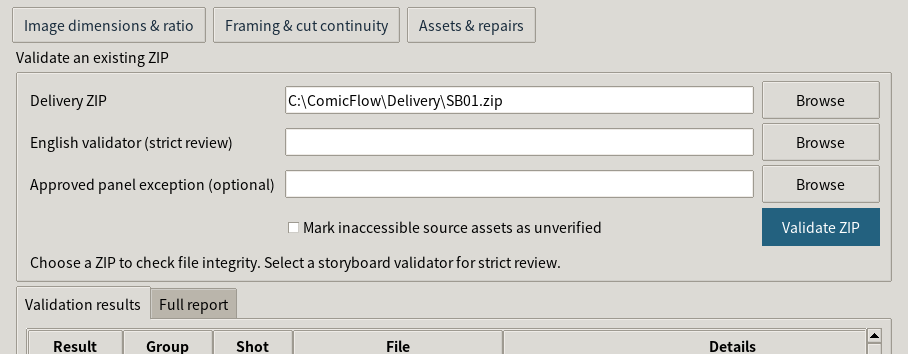 Image dimensions & ratio
Framing & cut continuity
Assets & repairs
Validate an existing ZIP
Delivery ZIP
C:\ComicFlow\Delivery\SB01.zip
Browse
English validator (strict review)
Browse
Approved panel exception (optional)
Browse
Mark inaccessible source assets as unverified
Validate ZIP
Choose a ZIP to check file integrity. Select a storyboard validator for strict review.
Validation results
Full report
Result
Group
Shot
File
Details